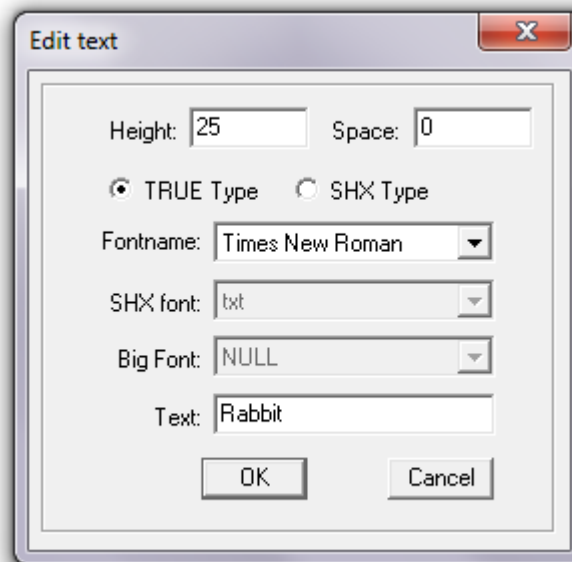 Edit text
Height: 25 Space: 0
TRUE Type SHX Type
Fontname: Times New Roman
SHX font: txt
Big Font: NULL
Text: Rabbit
OK Cancel